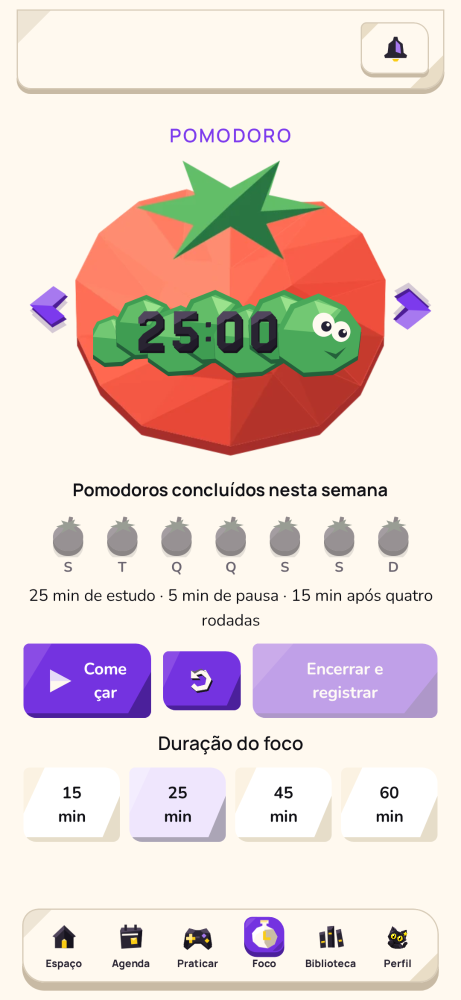 POMODORO
25:00
Pomodoros concluídos nesta semana
S T Q Q S S D
25 min de estudo · 5 min de pausa · 15 min após quatro
rodadas
Come
çar
Encerrar e
registrar
Duração do foco
15
min
25
min
45
min
60
min
Espaço Agenda Praticar Foco Biblioteca Perfil